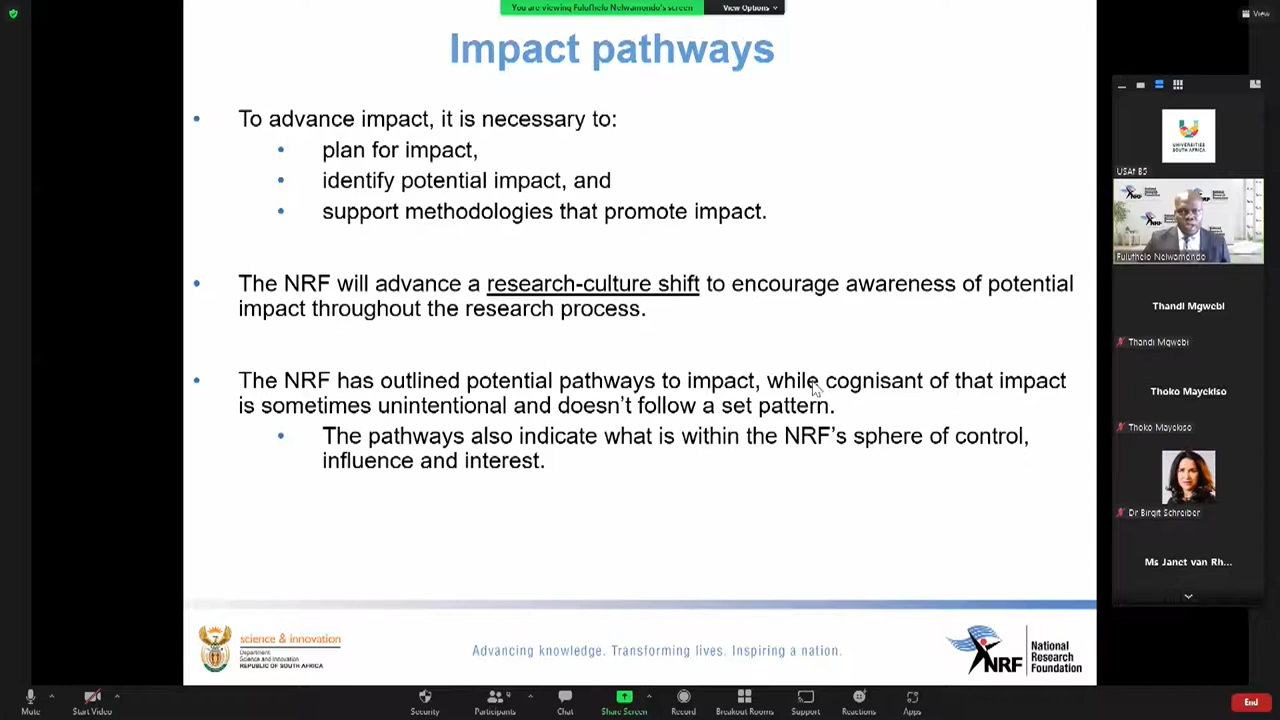 You are viewing Fulufhelo Nelwamondo's screen
View Options
View
Impact pathways
To advance impact, it is necessary to:
plan for impact,
identify potential impact, and
support methodologies that promote impact.
The NRF will advance a research-culture shift to encourage awareness of potential
impact throughout the research process.
The NRF has outlined potential pathways to impact, while cognisant of that impact
is sometimes unintentional and doesn't follow a set pattern.
The pathways also indicate what is within the NRF's sphere of control,
influence and interest.
science & innovation
Department
Science and Innovation
REPUBLIC OF SOUTH AFRICA
Advancing knowledge. Transforming lives. Inspiring a nation.
NRF
National
Research
Foundation
UNIVERSITIES
SOUTH AFRICA
USAf BS
National
Research
Foundation
NRF
Fulufhelo Nelwamondo
Thandi Mgwebi
Thandi Mgwebi
Thoko Mayekiso
Thoko Mayekiso
Dr Birgit Schreiber
Ms Janet van Rh...
Mute
Start Video
Security
Participants
Chat
Share Screen
Record
Breakout Rooms
Support
Reactions
Apps
End